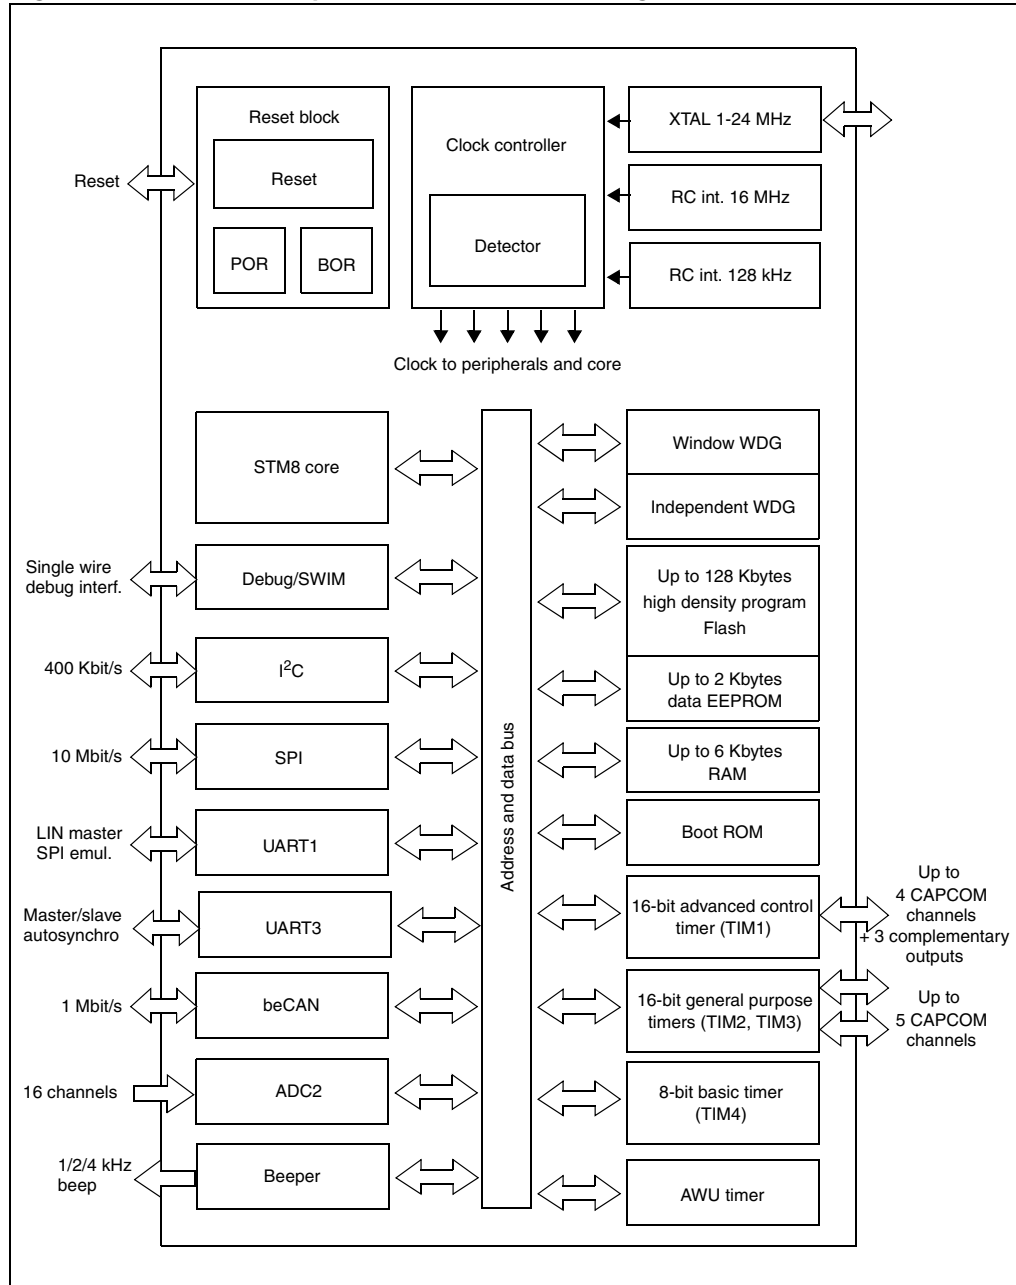 Reset block
Reset
POR
BOR
Reset
Clock controller
Detector
XTAL 1-24 MHz
RC int. 16 MHz
RC int. 128 kHz
Clock to peripherals and core
STM8 core
Single wire
debug interf.
Debug/SWIM
400 Kbit/s
I²C
10 Mbit/s
SPI
LIN master
SPI emul.
UART1
Master/slave
autosynchro
UART3
1 Mbit/s
beCAN
16 channels
ADC2
1/2/4 kHz
beep
Beeper
Address and data bus
Window WDG
Independent WDG
Up to 128 Kbytes
high density program
Flash
Up to 2 Kbytes
data EEPROM
Up to 6 Kbytes
RAM
Boot ROM
16-bit advanced control
timer (TIM1)
Up to
4 CAPCOM
channels
+ 3 complementary
outputs
16-bit general purpose
timers (TIM2, TIM3)
Up to
5 CAPCOM
channels
8-bit basic timer
(TIM4)
AWU timer